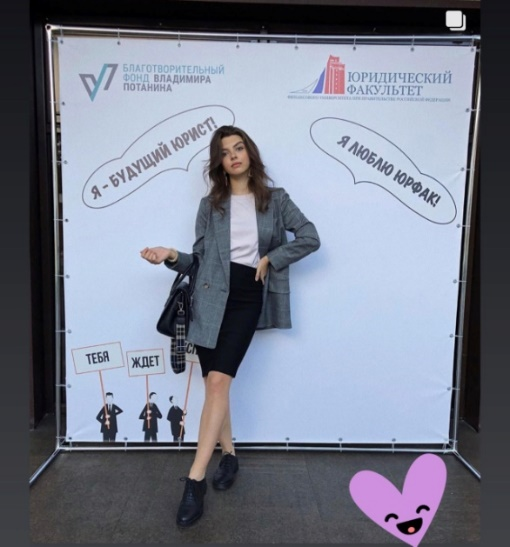 БЛАГОТВОРИТЕЛЬНЫЙ
ФОНД ВЛАДИМИРА
ПОТАНИНА
ЮРИДИЧЕСКИЙ
ФАКУЛЬТЕТ
Я - БУДУЩИЙ ЮРИСТ!
Я ЛЮБЛЮ ЮРФАК!
ТЕБЯ
ЖДЕТ